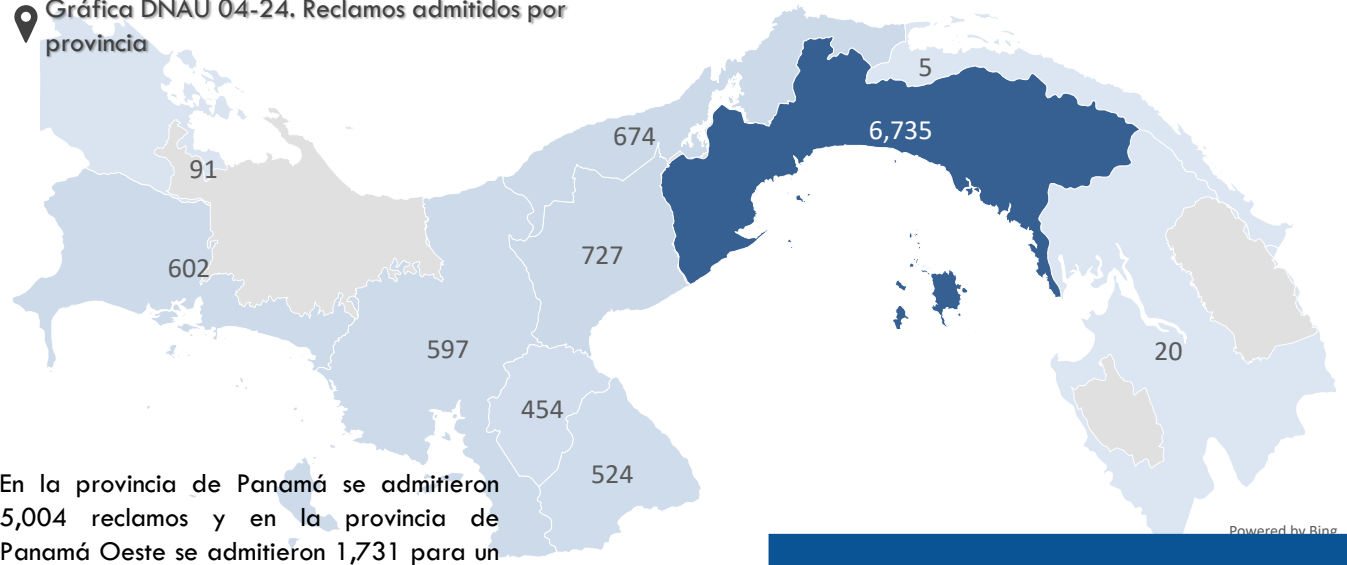 Gráfica DNAU 04-24. Reclamos admitidos por
provincia
5
6,735
674
91
727
602
597
20
454
524
En la provincia de Panamá se admitieron
5,004 reclamos y en la provincia de
Panamá Oeste se admitieron 1,731 para un
Powered by Bing